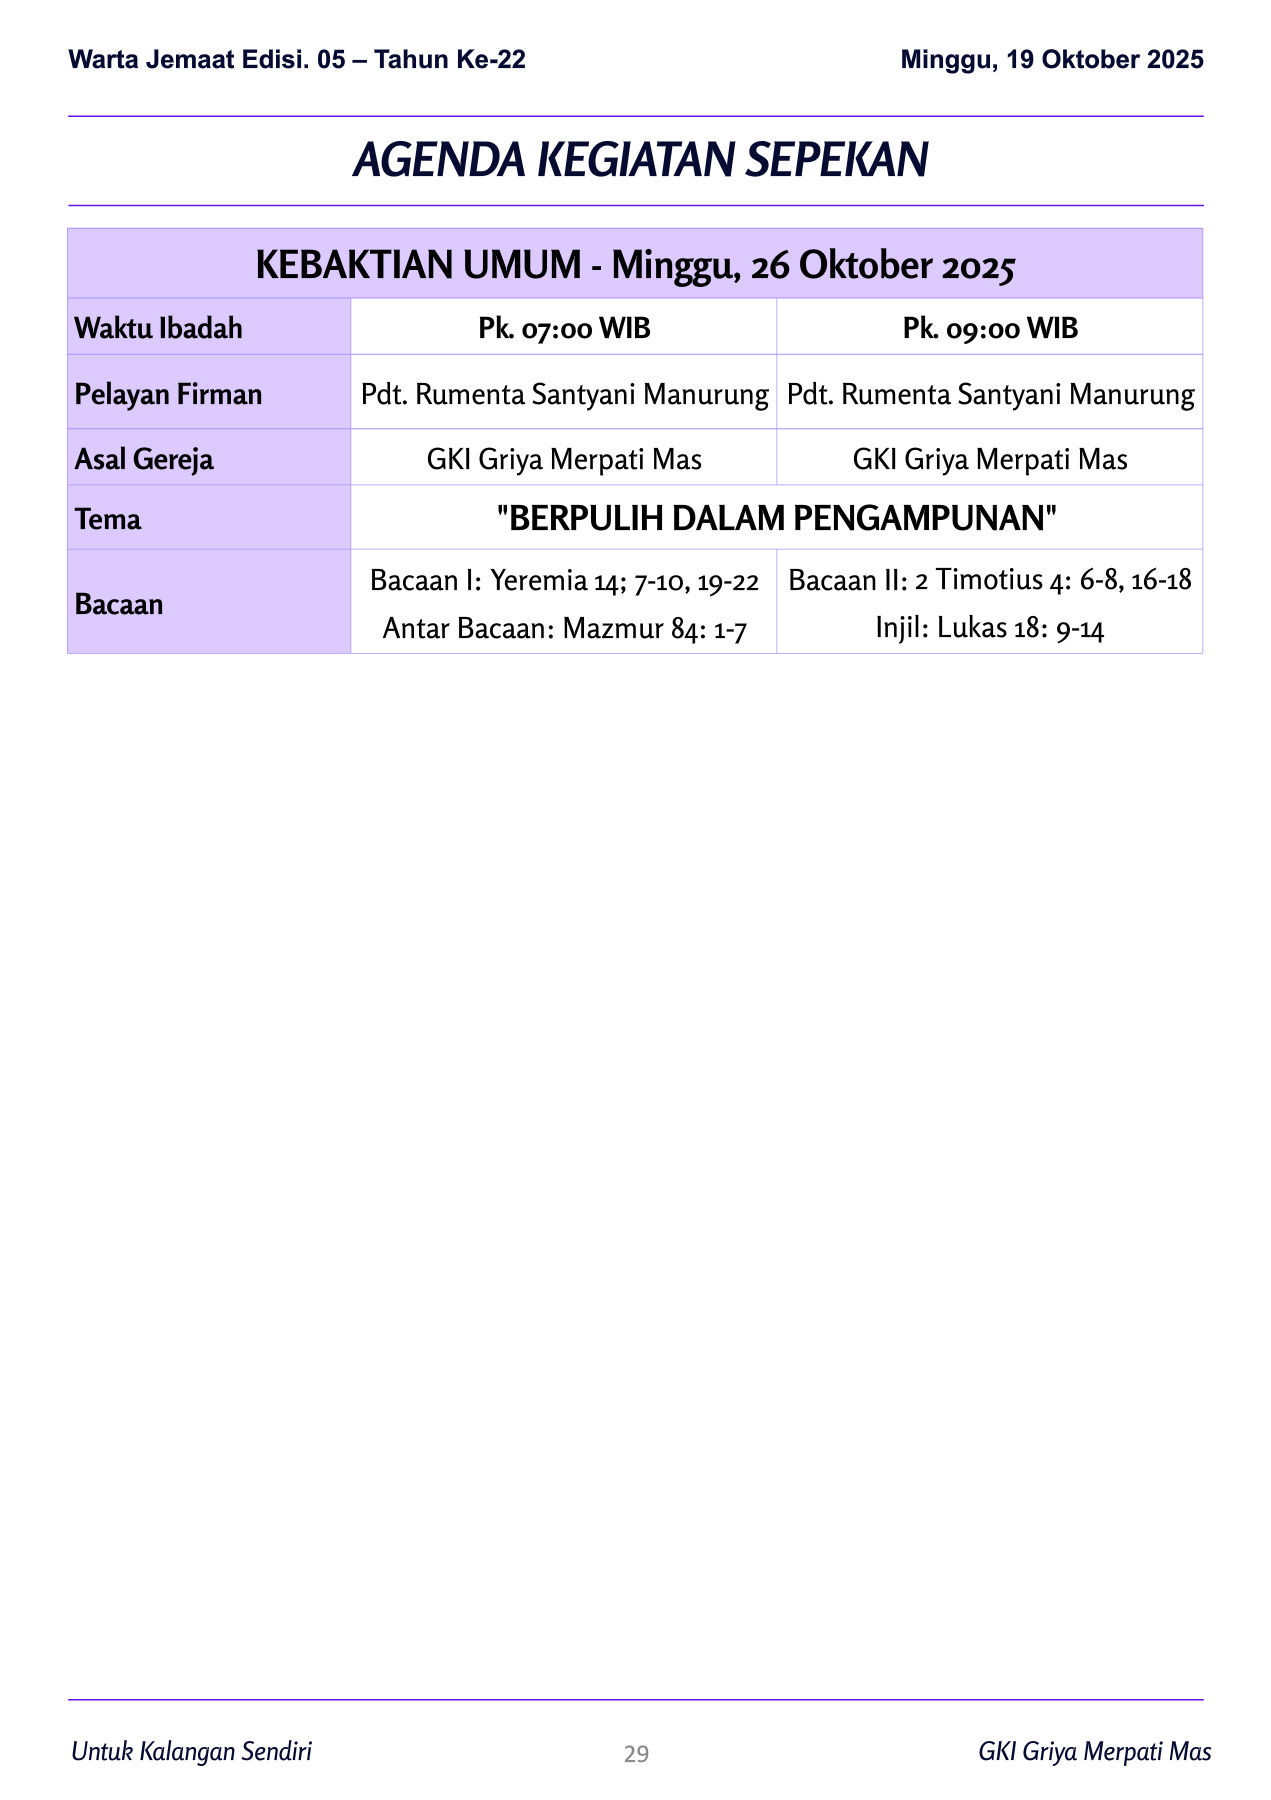 Warta Jemaat Edisi. 05 – Tahun Ke-22 Minggu, 19 Oktober 2025
AGENDA KEGIATAN SEPEKAN
KEBAKTIAN UMUM - Minggu, 26 Oktober 2025
Waktu Ibadah Pk. 07:00 WIB Pk. 09:00 WIB
Pelayan Firman Pdt. Rumenta Santyani Manurung Pdt. Rumenta Santyani Manurung
Asal Gereja GKI Griya Merpati Mas GKI Griya Merpati Mas
Tema "BERPULIH DALAM PENGAMPUNAN"
Bacaan
Bacaan I: Yeremia 14; 7-10, 19-22 Bacaan II: 2 Timotius 4: 6-8, 16-18
Antar Bacaan: Mazmur 84: 1-7 Injil: Lukas 18: 9-14
Untuk Kalangan Sendiri 29 GKI Griya Merpati Mas